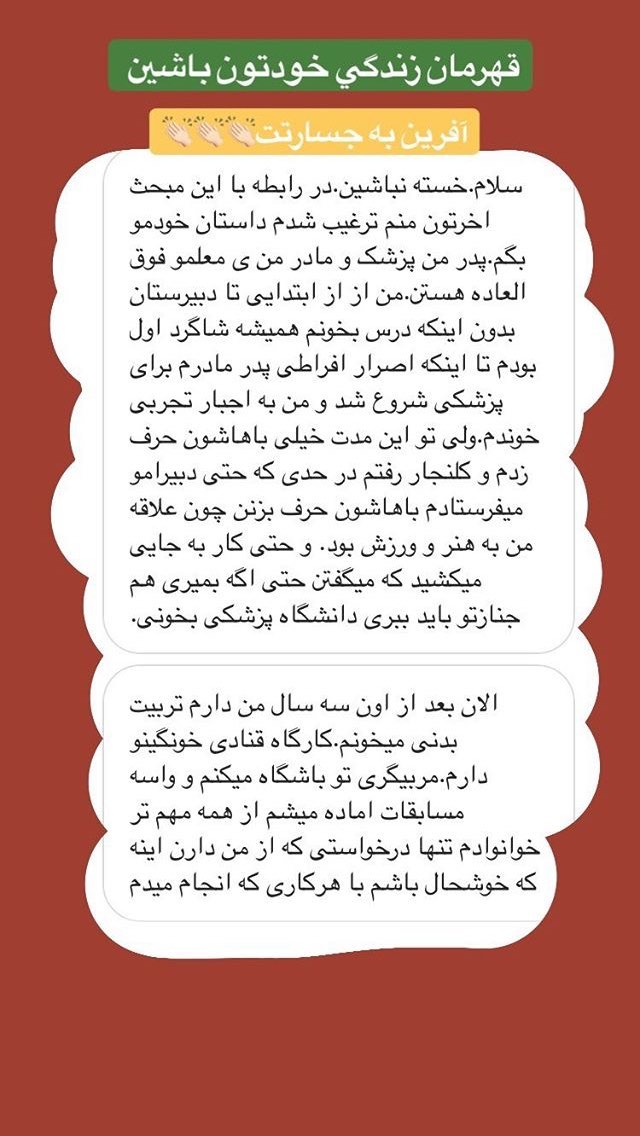 قهرمان زندگي خودتون باشين
آفرين به جسارتت👏🏻👏🏻👏🏻
سلام.خسته نباشین.در رابطه با این مبحث
اخرتون منم ترغیب شدم داستان خودمو
بگم.پدر من پزشک و مادر من ی معلمو فوق
العاده هستن.من از از ابتدایی تا دبیرستان
بدون اینکه درس بخونم همیشه شاگرد اول
بودم تا اینکه اصرار افراطی پدر مادرم برای
پزشکی شروع شد و من به اجبار تجربی
خوندم.ولی تو این مدت خیلی باهاشون حرف
زدم و کلنجار رفتم در حدی که حتی دبیرامو
میفرستادم باهاشون حرف بزنن چون علاقه
من به هنر و ورزش بود. و حتی کار به جایی
میکشید که میگفتن حتی اگه بمیری هم
جنازتو باید ببری دانشگاه پزشکی بخونی.
الان بعد از اون سه سال من دارم تربیت
بدنی میخونم.کارگاه قنادی خونگینو
دارم.مربیگری تو باشگاه میکنم و واسه
مسابقات اماده میشم از همه مهم تر
خوانوادم تنها درخواستی که از من دارن اینه
که خوشحال باشم با هرکاری که انجام میدم